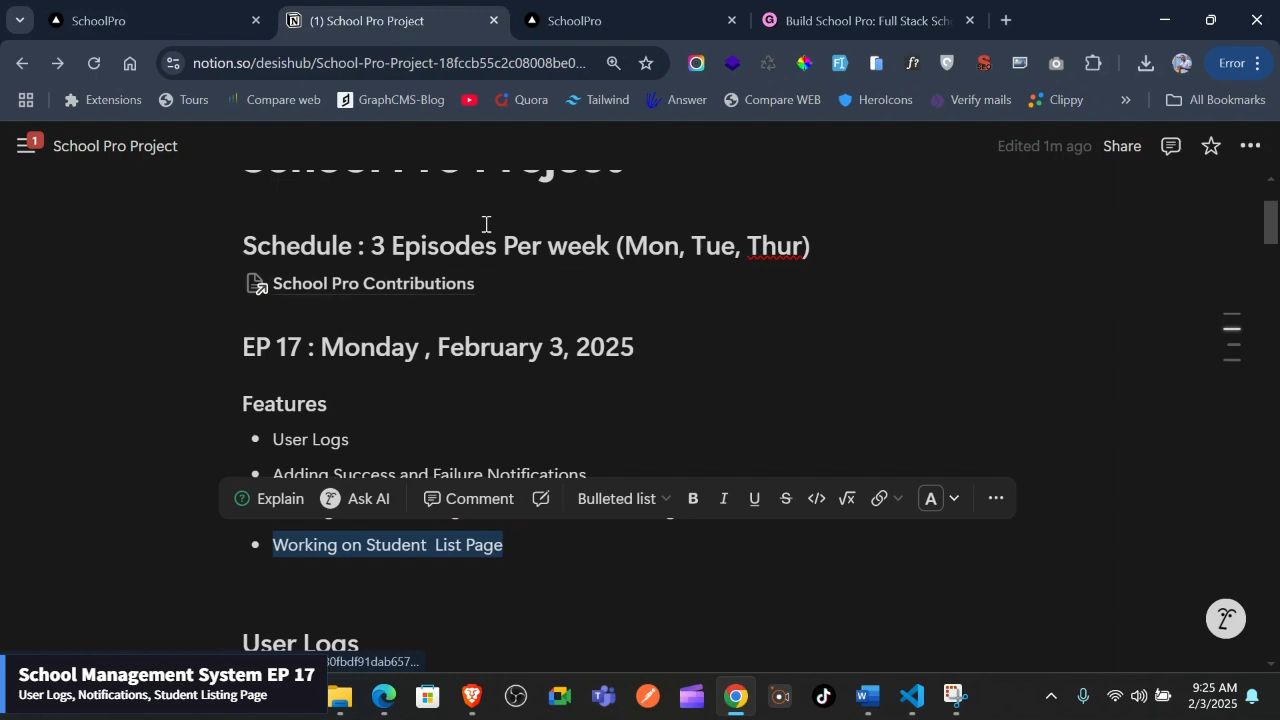 SchoolPro
(1) School Pro Project
SchoolPro
Build School Pro: Full Stack Sch
notion.so/desishub/School-Pro-Project-18fccb55c2c08008be0...
Error
Extensions
Tours
Compare web
GraphCMS-Blog
Quora
Tailwind
Answer
Compare WEB
HeroIcons
Verify mails
Clippy
»
All Bookmarks
1
School Pro Project
Edited 1m ago
Share
School Pro Project
Schedule : 3 Episodes Per week (Mon, Tue, Thur)
School Pro Contributions
EP 17 : Monday , February 3, 2025
Features
User Logs
Adding Success and Failure Notifications
Explain
Ask AI
Comment
Bulleted list
B
I
U
S
</>
√x
A
Working on Student List Page
User Logs
80fbdf91dab657...
School Management System EP 17
User Logs, Notifications, Student Listing Page
9:25 AM
2/3/2025